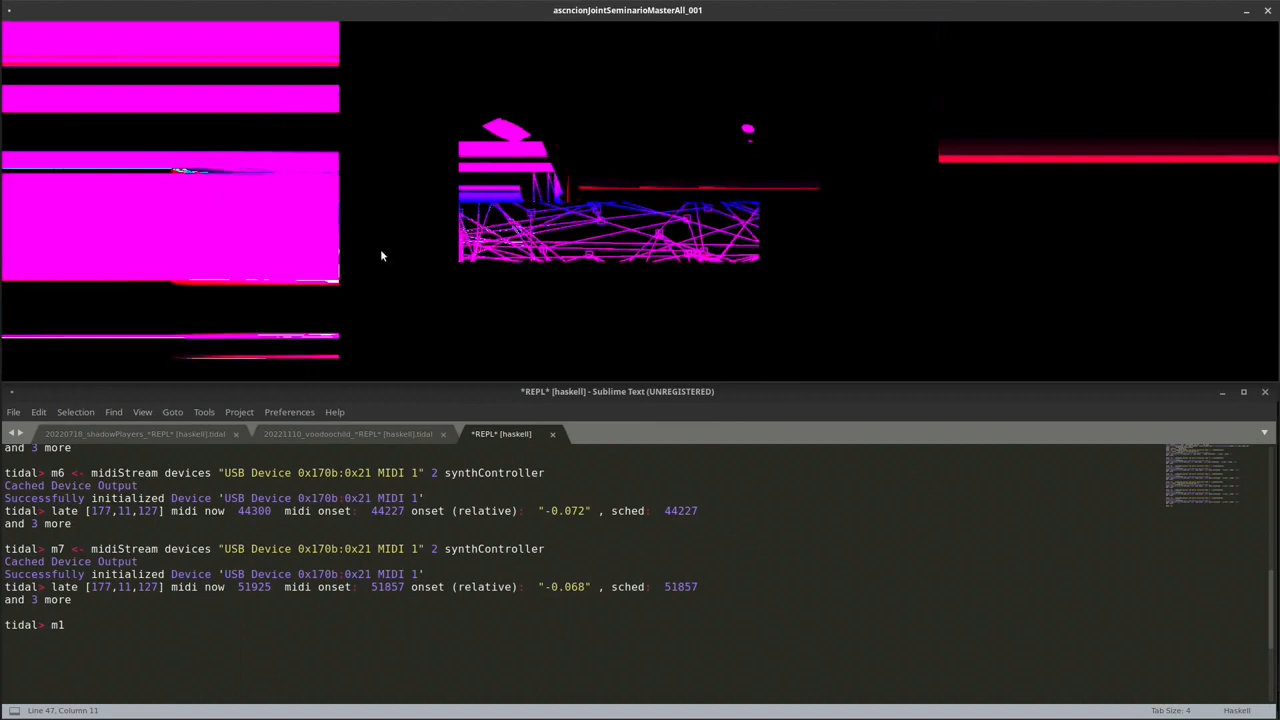 ascncionJointSeminarioMasterAll_001
*REPL* [haskell] - Sublime Text (UNREGISTERED)
File Edit Selection Find View Goto Tools Project Preferences Help
20220718_shadowPlayers_*REPL* [haskell].tidal 20221110_voodoochild_*REPL* [haskell].tidal *REPL* [haskell]
and 3 more
tidal> m6 <- midiStream devices "USB Device 0x170b:0x21 MIDI 1" 2 synthController
Cached Device Output
Successfully initialized Device 'USB Device 0x170b:0x21 MIDI 1'
tidal> late [177,11,127] midi now  44300  midi onset:  44227 onset (relative):  "-0.072" , sched:  44227
and 3 more
tidal> m7 <- midiStream devices "USB Device 0x170b:0x21 MIDI 1" 2 synthController
Cached Device Output
Successfully initialized Device 'USB Device 0x170b:0x21 MIDI 1'
tidal> late [177,11,127] midi now  51925  midi onset:  51857 onset (relative):  "-0.068" , sched:  51857
and 3 more
tidal> m1
Line 47, Column 11 Tab Size: 4 Haskell